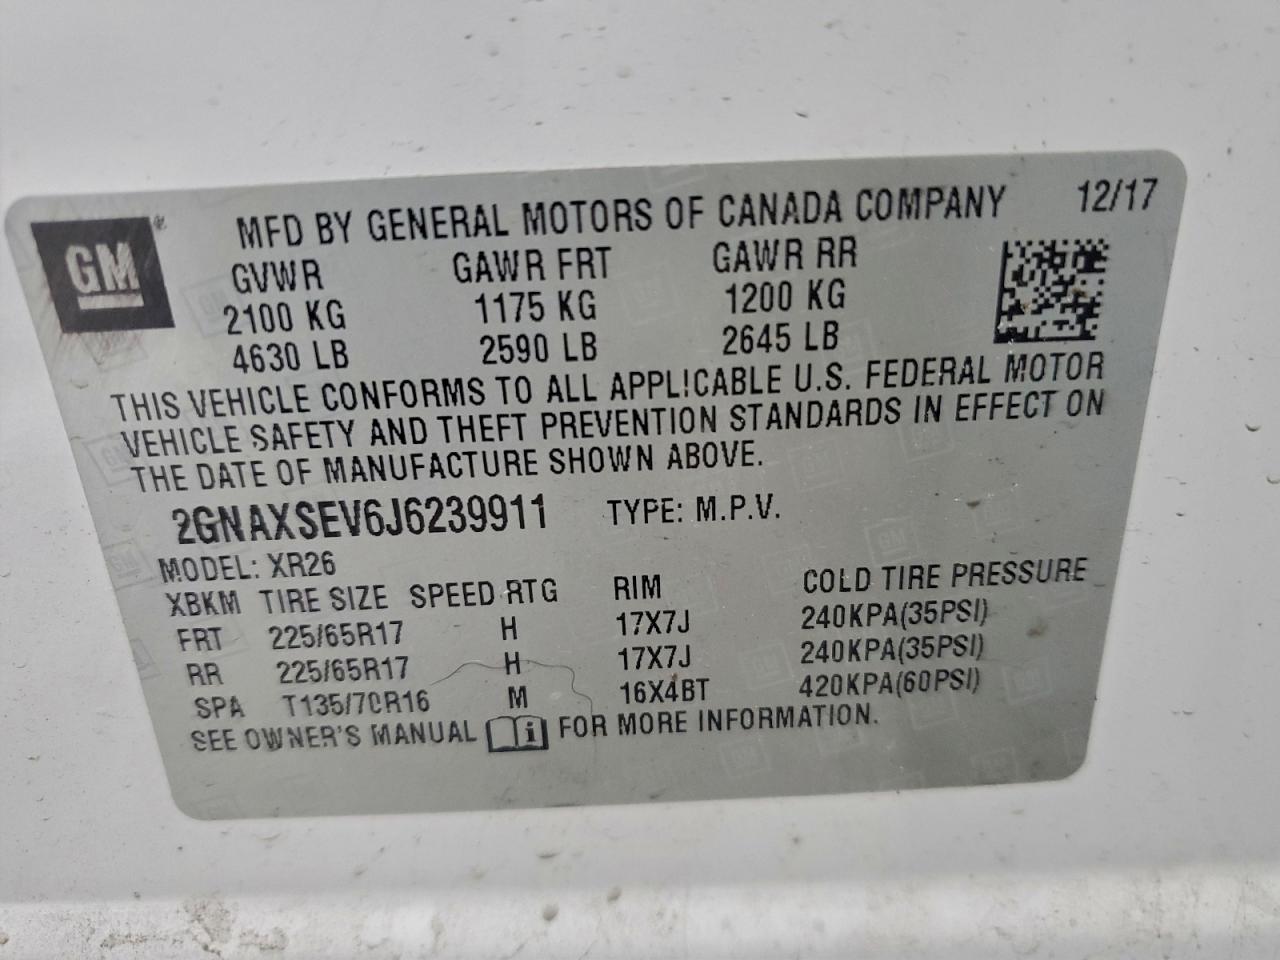 GM ®
MFD BY GENERAL MOTORS OF CANADA COMPANY 12/17
GVWR GAWR FRT GAWR RR
2100 KG 1175 KG 1200 KG
4630 LB 2590 LB 2645 LB
THIS VEHICLE CONFORMS TO ALL APPLICABLE U.S. FEDERAL MOTOR
VEHICLE SAFETY AND THEFT PREVENTION STANDARDS IN EFFECT ON
THE DATE OF MANUFACTURE SHOWN ABOVE.
2GNAXSEV6J6239911 TYPE: M.P.V.
MODEL: XR26
XBKM TIRE SIZE SPEED RTG RIM COLD TIRE PRESSURE
FRT 225/65R17 H 17X7J 240KPA(35PSI)
RR 225/65R17 H 17X7J 240KPA(35PSI)
SPA T135/70R16 M 16X4BT 420KPA(60PSI)
SEE OWNER'S MANUAL i FOR MORE INFORMATION.